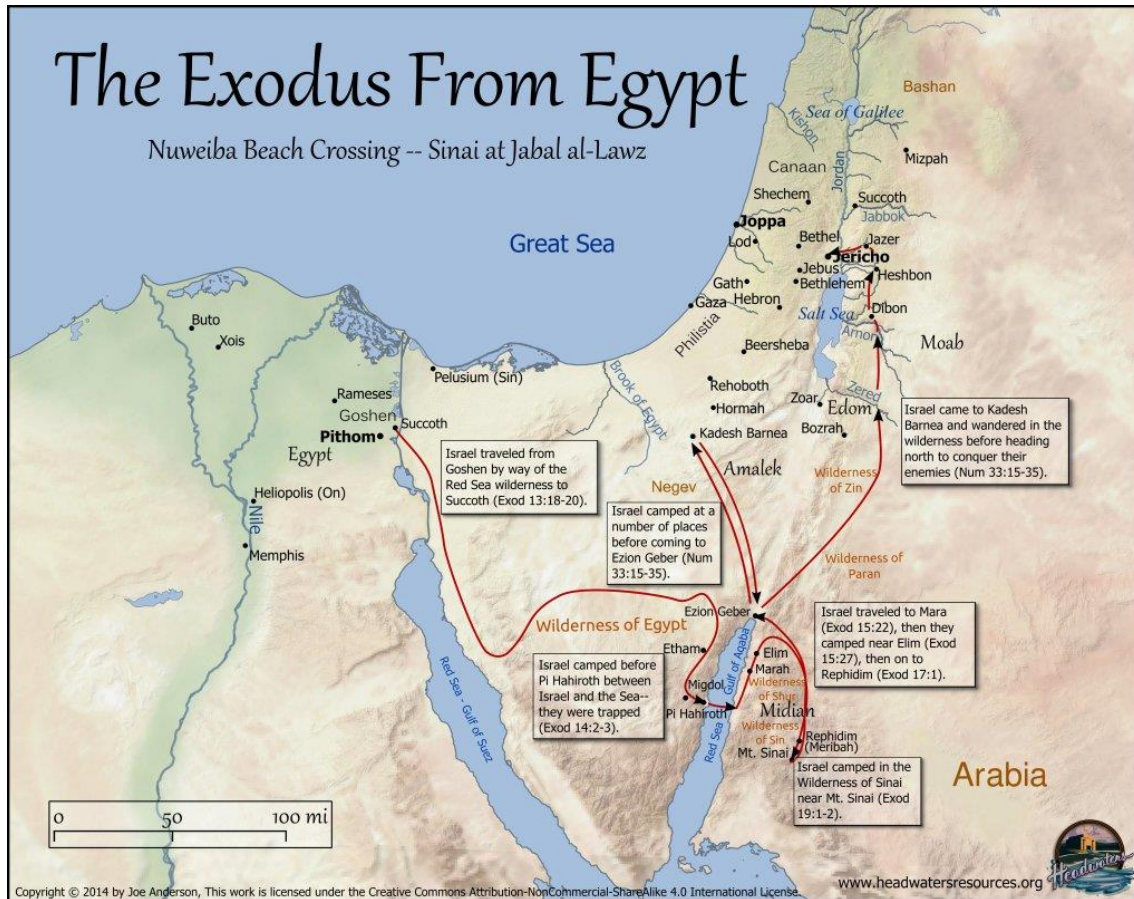 The Exodus From Egypt
Nuweiba Beach Crossing -- Sinai at Jabal al-Lawz
Bashan
Sea of Galilee
Kishon
Mizpah
Canaan
Jordan
Shechem
Succoth
Jabbok
Joppa
Great Sea
Lod
Bethel
Jazer
Jericho
Jebus
Heshbon
Gath
Bethlehem
Gaza
Hebron
Salt Sea
Dibon
Buto
Philistia
Arnon
Moab
Xois
Beersheba
Pelusium (Sin)
Brook of Egypt
Rehoboth
Zered
Rameses
Zoar
Edom
Goshen
Hormah
Succoth
Bozrah
Pithom
Kadesh Barnea
Egypt
Amalek
Israel came to Kadesh
Barnea and wandered in the
wilderness before heading
north to conquer their
enemies (Num 33:15-35).
Israel traveled from
Goshen by way of the
Red Sea wilderness to
Succoth (Exod 13:18-20).
Wilderness
of Zin
Negev
Heliopolis (On)
Nile
Israel camped at a
number of places
before coming to
Ezion Geber (Num
33:15-35).
Memphis
Wilderness of
Paran
Ezion Geber
Israel traveled to Mara
(Exod 15:22), then they
camped near Elim (Exod
15:27), then on to
Rephidim (Exod 17:1).
Wilderness of Egypt
Etham
Elim
Gulf of Aqaba
Marah
Israel camped before
Pi Hahiroth between
Israel and the Sea--
they were trapped
(Exod 14:2-3).
Migdol
Wilderness
of Shur
Pi Hahiroth
Midian
Red Sea - Gulf of Suez
Red Sea
Wilderness
of Sin
Rephidim
(Meribah)
Mt. Sinai
Israel camped in the
Wilderness of Sinai
near Mt. Sinai (Exod
19:1-2).
Arabia
0 50 100 mi
Headwaters
www.headwatersresources.org
Copyright © 2014 by Joe Anderson, This work is licensed under the Creative Commons Attribution-NonCommercial-ShareAlike 4.0 International License.